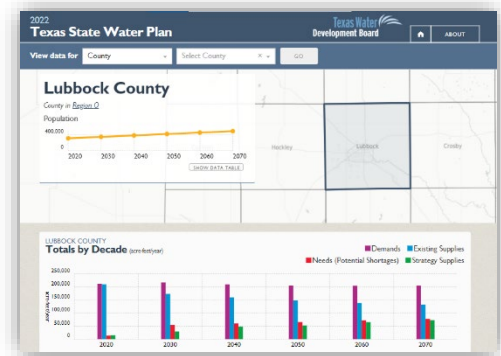 2022
Texas State Water Plan
Texas Water
Development Board
ABOUT
View data for County Select County GO
Lubbock County
County in Region O
Population
400,000
0
2020 2030 2040 2050 2060 2070
SHOW DATA TABLE
Hockley Lubbock Crosby
LUBBOCK COUNTY
Totals by Decade (acre-feet/year)
Demands Existing Supplies
Needs (Potential Shortages) Strategy Supplies
250,000
200,000
150,000
100,000
50,000
0
2020 2030 2040 2050 2060 2070